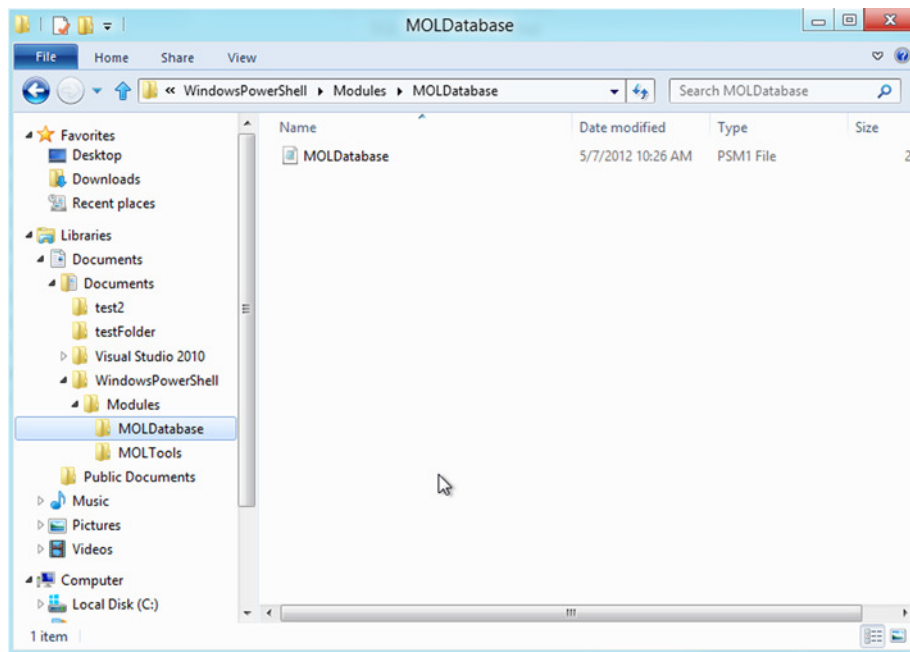 MOLDatabase
File Home Share View
« WindowsPowerShell Modules MOLDatabase Search MOLDatabase
Name Date modified Type Size
MOLDatabase 5/7/2012 10:26 AM PSM1 File 2
Favorites
Desktop
Downloads
Recent places
Libraries
Documents
Documents
test2
testFolder
Visual Studio 2010
WindowsPowerShell
Modules
MOLDatabase
MOLTools
Public Documents
Music
Pictures
Videos
Computer
Local Disk (C:)
1 item